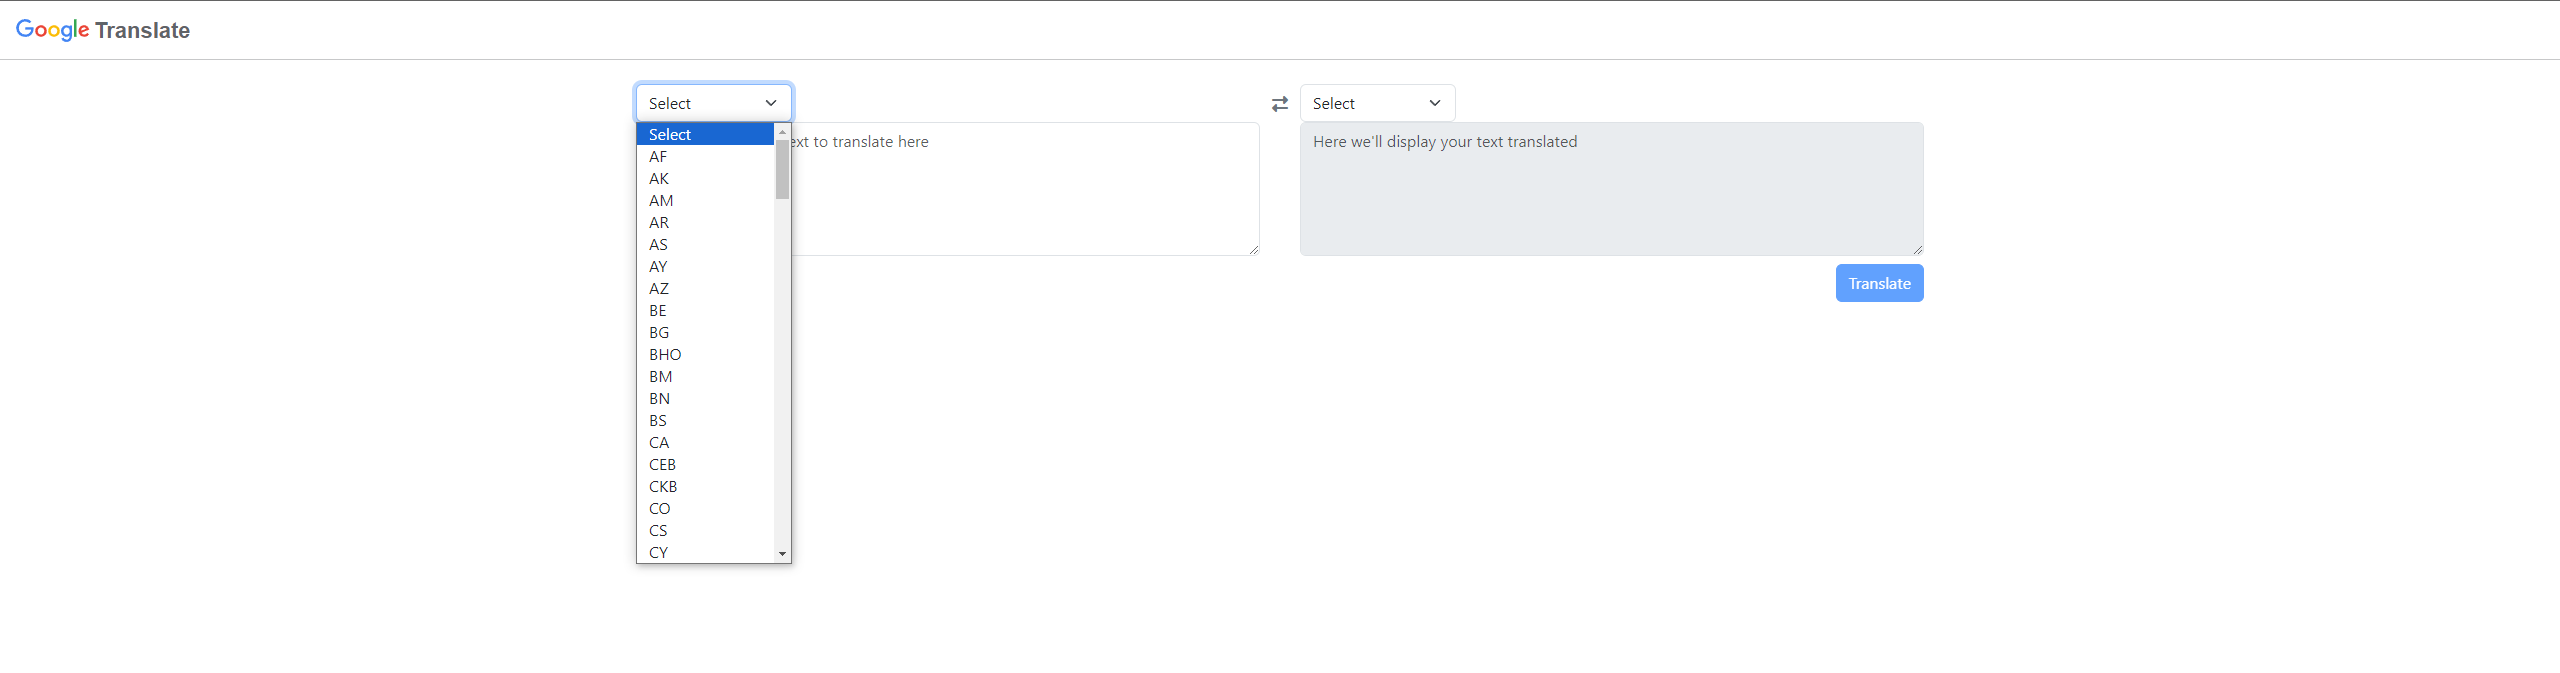 Google Translate
Select
Select
Select
AF
AK
AM
AR
AS
AY
AZ
BE
BG
BHO
BM
BN
BS
CA
CEB
CKB
CO
CS
CY
text to translate here
Here we'll display your text translated
Translate